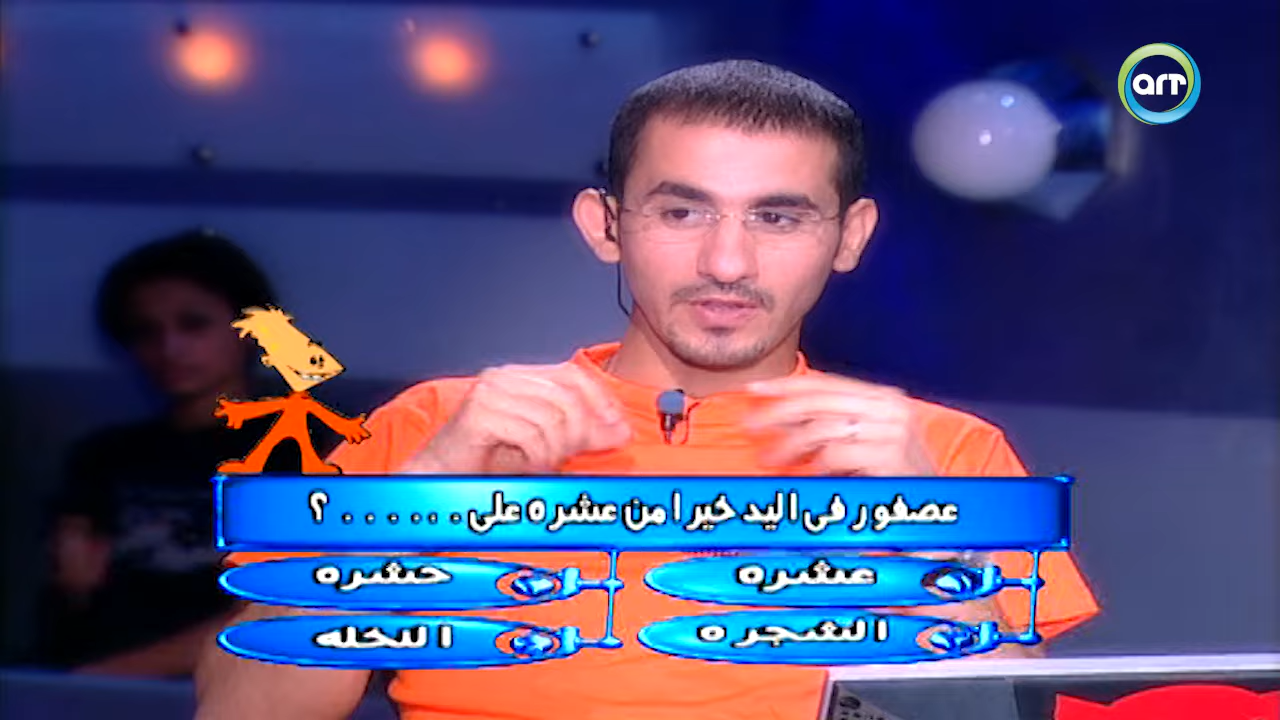 art
عصفور فى اليد خيرا من عشره على . . . . . . ؟
عشره
حشره
الشجره
النخله